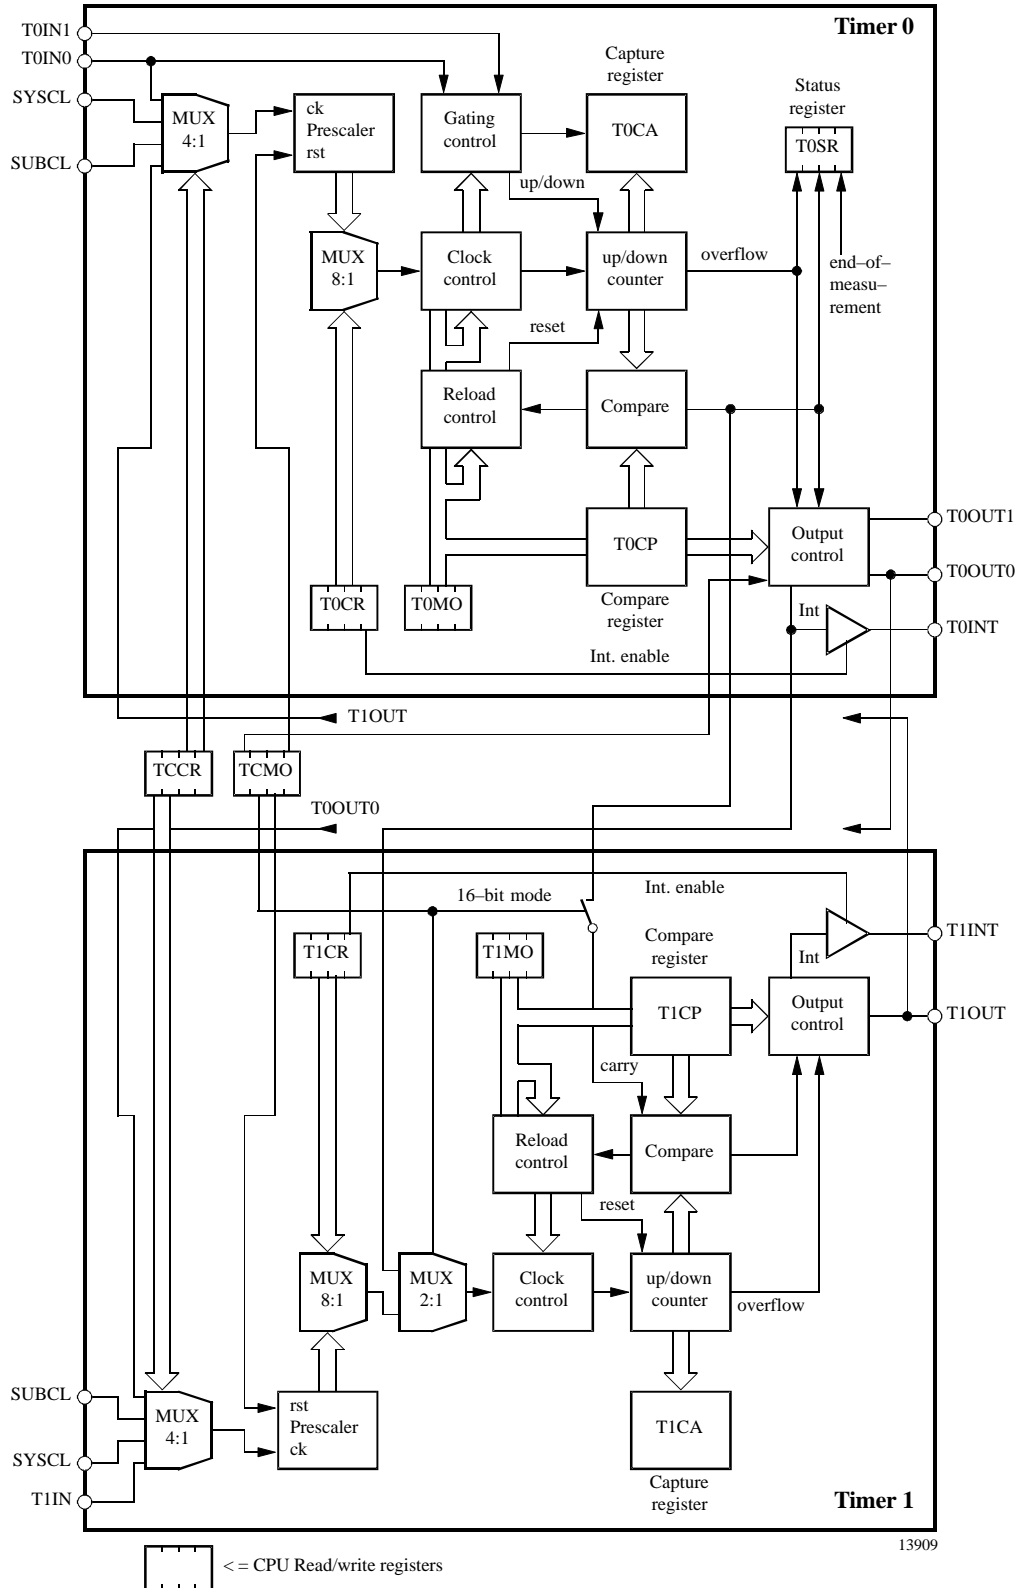 Timer 0
T0IN1
T0IN0
SYSCL
SUBCL
MUX
4:1
ck
Prescaler
rst
Gating
control
Capture
register
T0CA
Status
register
T0SR
up/down
MUX
8:1
Clock
control
up/down
counter
overflow
end–of–
measu–
rement
reset
Reload
control
Compare
T0CP
Output
control
T0OUT1
T0OUT0
T0CR
T0MO
Compare
register
Int
T0INT
Int. enable
T1OUT
TCCR
TCMO
T0OUT0
16–bit mode
Int. enable
T1CR
T1MO
Compare
register
T1INT
Int
T1CP
Output
control
T1OUT
carry
Reload
control
Compare
reset
MUX
8:1
MUX
2:1
Clock
control
up/down
counter
overflow
SUBCL
SYSCL
T1IN
MUX
4:1
rst
Prescaler
ck
T1CA
Capture
register
Timer 1
13909
< = CPU Read/write registers